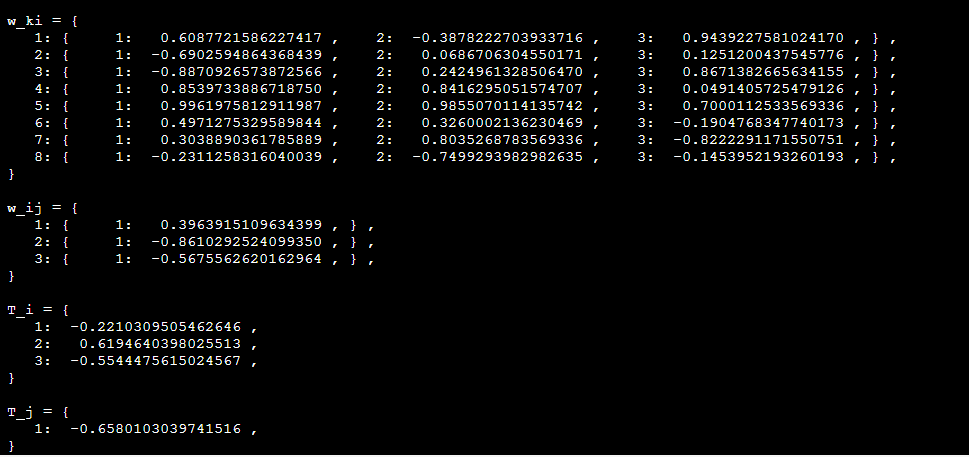 w_ki = {
1: { 1: 0.6087721586227417 , 2: -0.3878222703933716 , 3: 0.9439227581024170 , } ,
2: { 1: -0.6902594864368439 , 2: 0.0686706304550171 , 3: 0.1251200437545776 , } ,
3: { 1: -0.8870926573872566 , 2: 0.2424961328506470 , 3: 0.8671382665634155 , } ,
4: { 1: 0.8539733886718750 , 2: 0.8416295051574707 , 3: 0.0491405725479126 , } ,
5: { 1: 0.9961975812911987 , 2: 0.9855070114135742 , 3: 0.7000112533569336 , } ,
6: { 1: 0.4971275329589844 , 2: 0.3260002136230469 , 3: -0.1904768347740173 , } ,
7: { 1: 0.3038890361785889 , 2: 0.8035268783569336 , 3: -0.8222291171550751 , } ,
8: { 1: -0.2311258316040039 , 2: -0.7499293982982635 , 3: -0.1453952193260193 , } ,
}
w_ij = {
1: { 1: 0.3963915109634399 , } ,
2: { 1: -0.8610292524099350 , } ,
3: { 1: -0.5675562620162964 , } ,
}
T_i = {
1: -0.2210309505462646 ,
2: 0.6194640398025513 ,
3: -0.5544475615024567 ,
}
T_j = {
1: -0.6580103039741516 ,
}